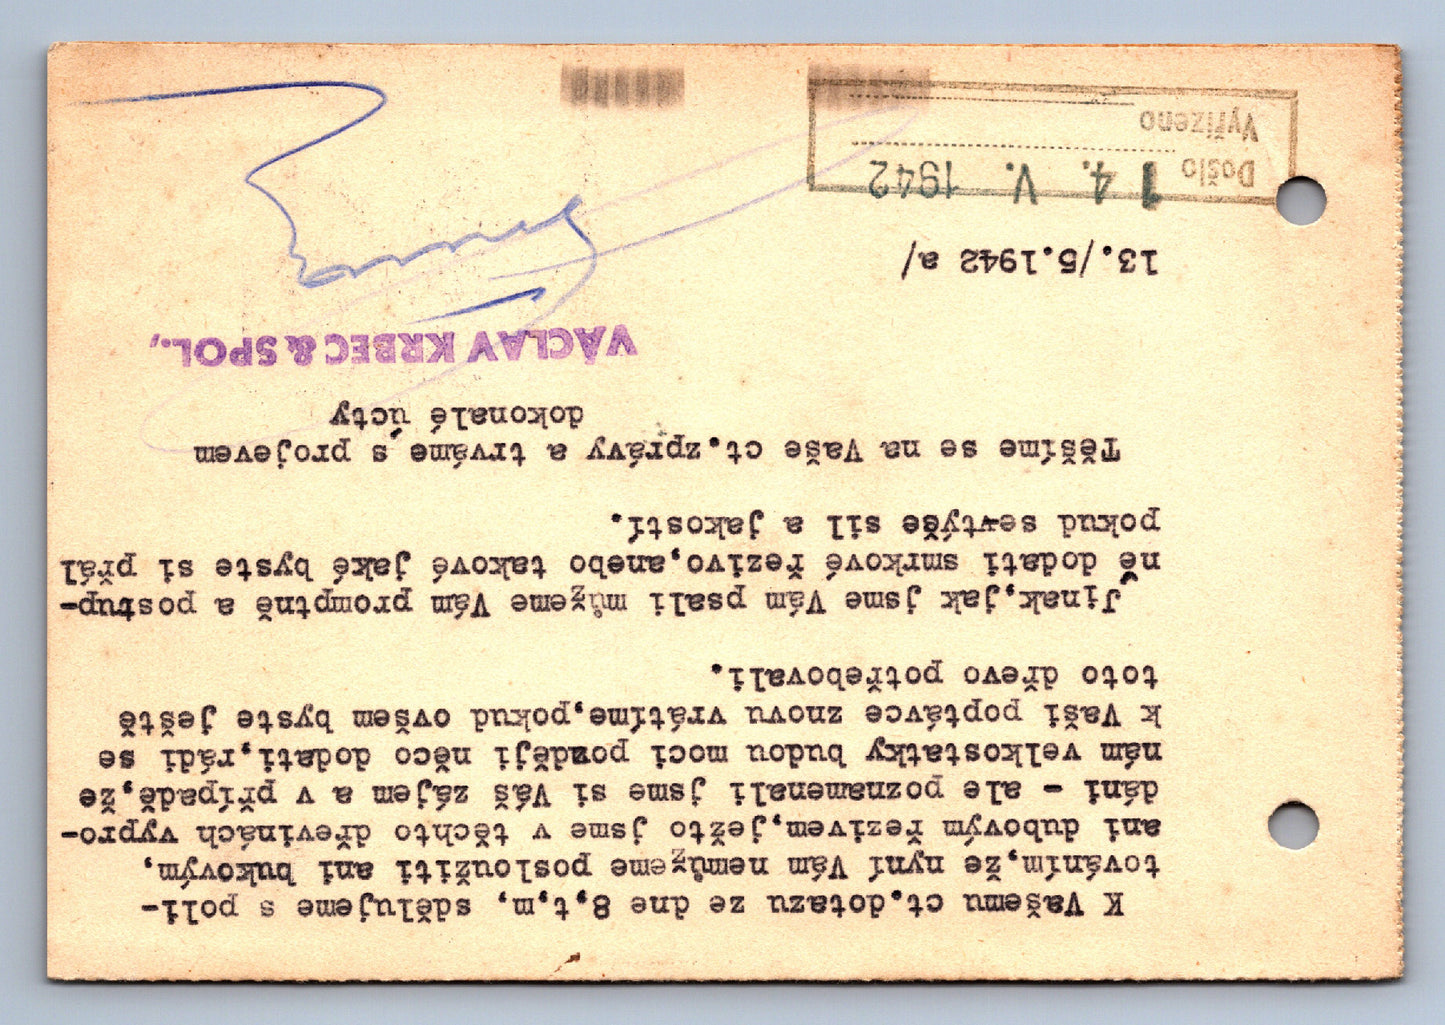 K Vašemu ct.dotazu ze dne 8,t,m, sdělujeme s poli-
továním,že nyní Vám nemůžeme posloužiti ani bukovým,
ani dubovým řezivem,ježto jsme v těchto dřevinách vypro-
dáni - ale poznamenali jsme si Váš zájem a v případě,že
nám velkostatky budou moci později něco dodati,rádi se
k Vaší poptávce znovu vrátíme,pokud ovšem byste ještě
toto dřevo potřebovali.
Jinak,jak jsme Vám psali můžeme Vám promptně a postup-
ně dodati smrkové řezivo,anebo takové jaké byste si přál
pokud se týče sil a jakostí.
Těšíme se na Vaše ct.zprávy a trváme s projevem
dokonalé úcty
VÁCLAV KRBEC & SPOL.,
13./5.1942 a/
Došlo 14. V. 1942
Vyřízeno